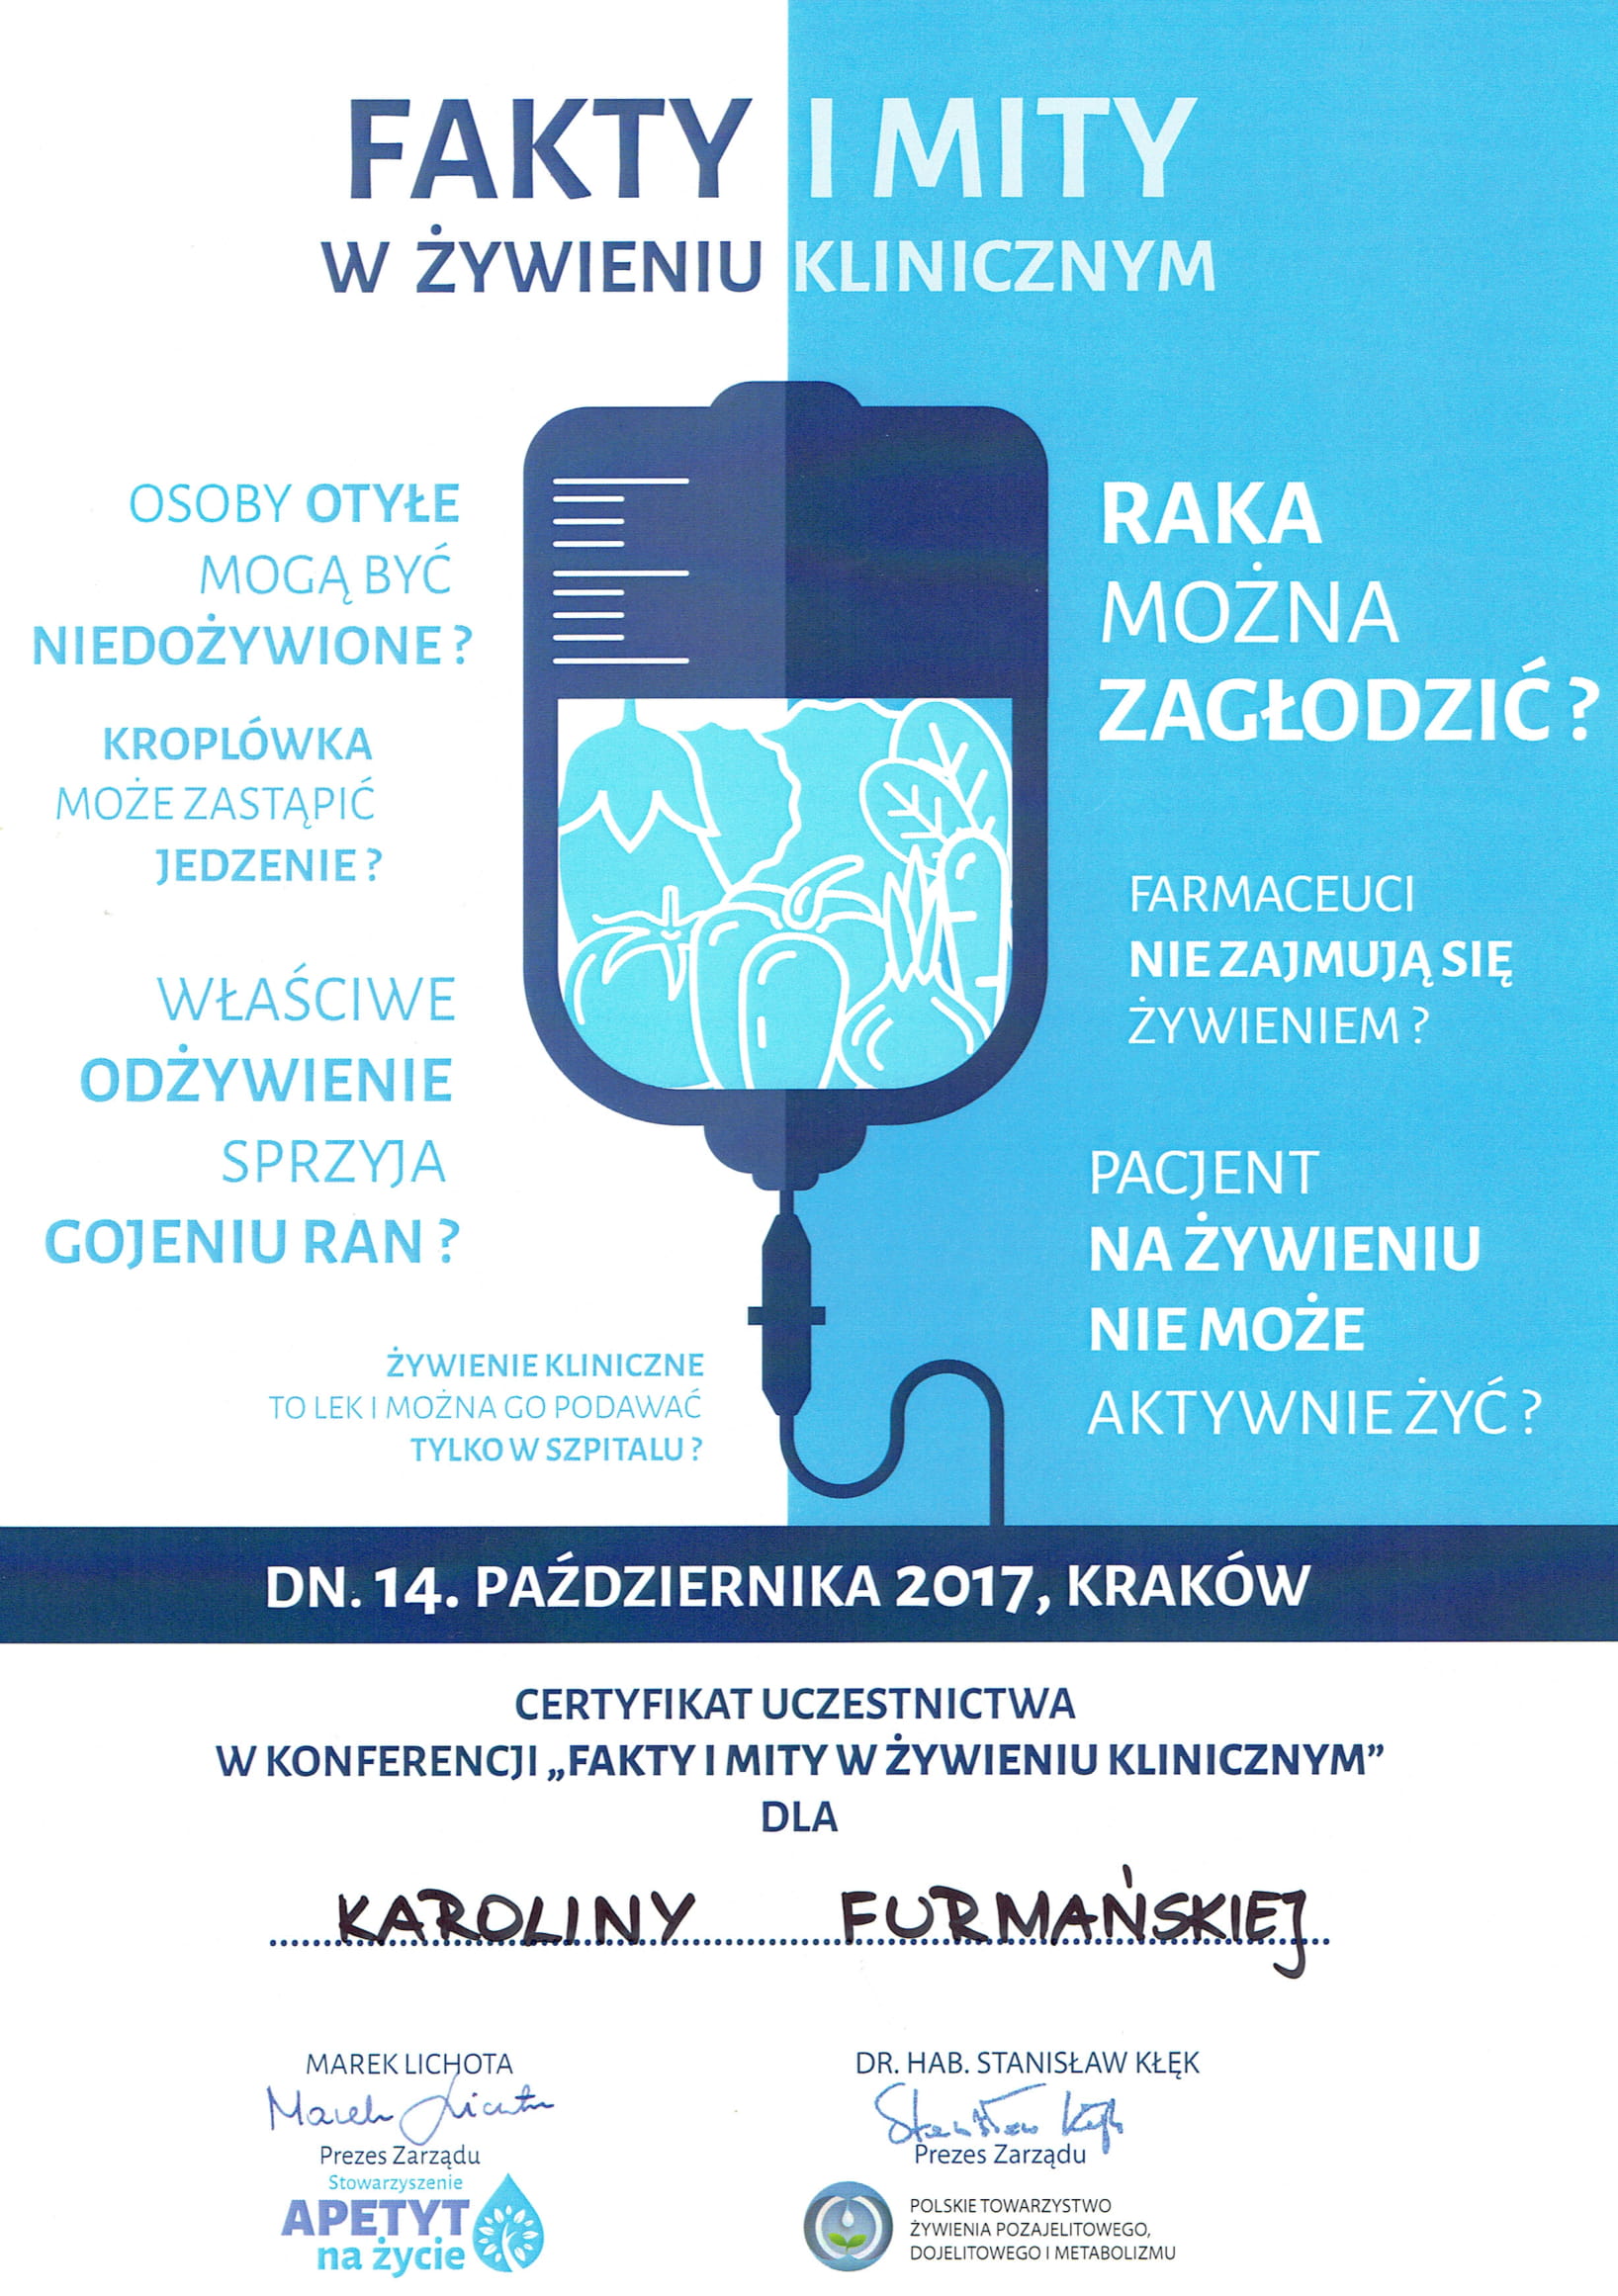 FAKTY I MITY
W ŻYWIENIU KLINICZNYM
OSOBY OTYŁE
MOGĄ BYĆ
NIEDOŻYWIONE ?
KROPLÓWKA
MOŻE ZASTĄPIĆ
JEDZENIE ?
WŁAŚCIWE
ODŻYWIENIE
SPRZYJA
GOJENIU RAN ?
ŻYWIENIE KLINICZNE
TO LEK I MOŻNA GO PODAWAĆ
TYLKO W SZPITALU ?
RAKA
MOŻNA
ZAGŁODZIĆ ?
FARMACEUCI
NIE ZAJMUJĄ SIĘ
ŻYWIENIEM ?
PACJENT
NA ŻYWIENIU
NIE MOŻE
AKTYWNIE ŻYĆ ?
DN. 14. PAŹDZIERNIKA 2017, KRAKÓW
CERTYFIKAT UCZESTNICTWA
W KONFERENCJI „FAKTY I MITY W ŻYWIENIU KLINICZNYM”
DLA
KAROLINY FURMAŃSKIEJ
MAREK LICHOTA
Marek Lichota
Prezes Zarządu
Stowarzyszenie
APETYT
na życie
DR. HAB. STANISŁAW KŁĘK
Stanisław Kłęk
Prezes Zarządu
POLSKIE TOWARZYSTWO
ŻYWIENIA POZAJELITOWEGO,
DOJELITOWEGO I METABOLIZMU